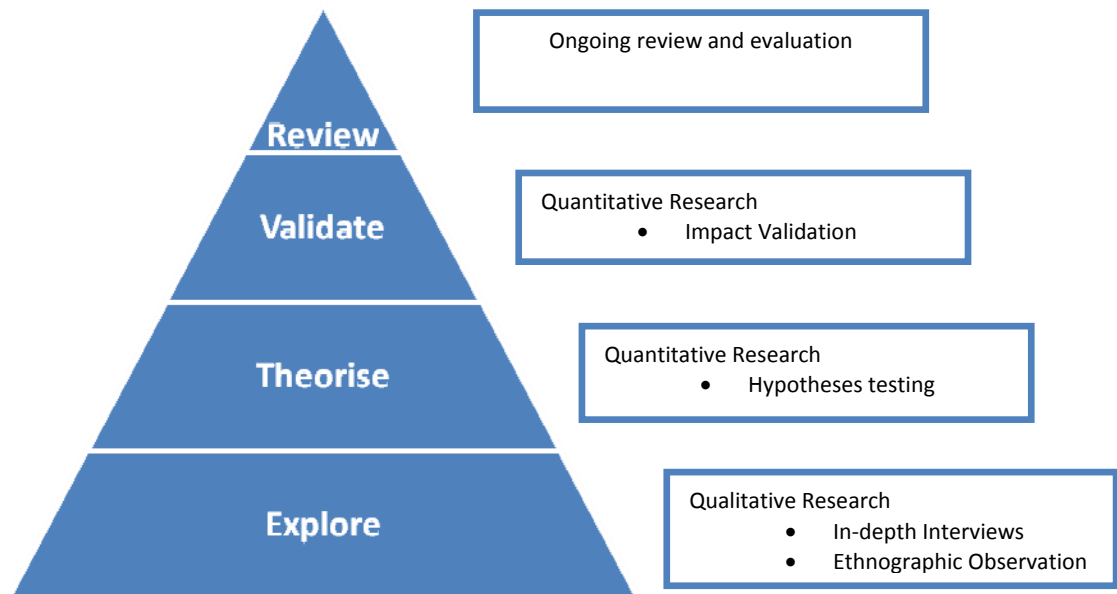 Ongoing review and evaluation
Review
Quantitative Research
• Impact Validation
Validate
Quantitative Research
• Hypotheses testing
Theorise
Qualitative Research
• In-depth Interviews
• Ethnographic Observation
Explore